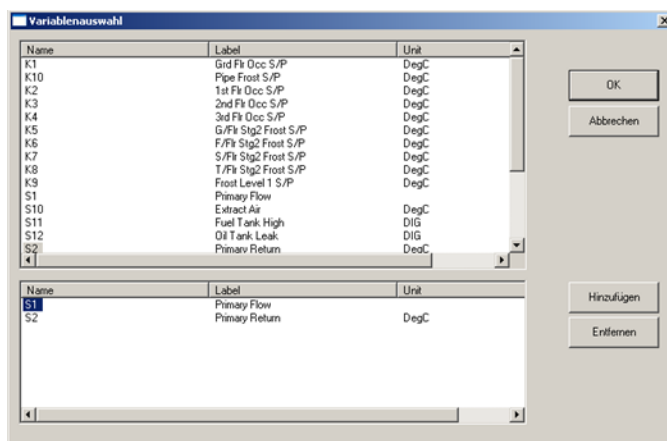 Variablenauswahl
Name Label Unit
K1 Grd Flr Occ S/P DegC
K10 Pipe Frost S/P DegC
K2 1st Flr Occ S/P DegC
K3 2nd Flr Occ S/P DegC
K4 3rd Flr Occ S/P DegC
K5 G/Flr Stg2 Frost S/P DegC
K6 F/Flr Stg2 Frost S/P DegC
K7 S/Flr Stg2 Frost S/P DegC
K8 T/Flr Stg2 Frost S/P DegC
K9 Frost Level 1 S/P DegC
S1 Primary Flow
S10 Extract Air DegC
S11 Fuel Tank High DIG
S12 Oil Tank Leak DIG
S2 Primary Return DegC
OK
Abbrechen
Name Label Unit
S1 Primary Flow
S2 Primary Return DegC
Hinzufügen
Entfernen